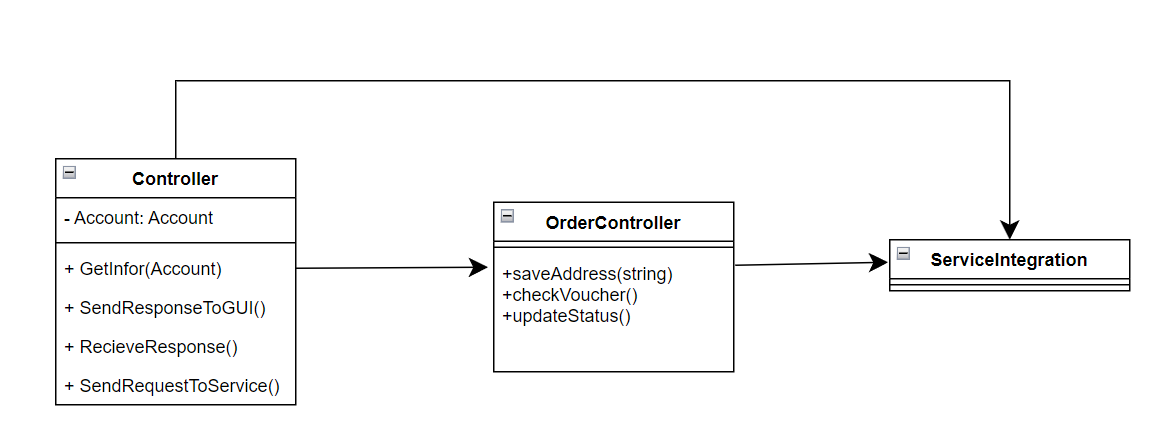 Controller
- Account: Account
+ GetInfor(Account)
+ SendResponseToGUI()
+ RecieveResponse()
+ SendRequestToService()
OrderController
+saveAddress(string)
+checkVoucher()
+updateStatus()
ServiceIntegration